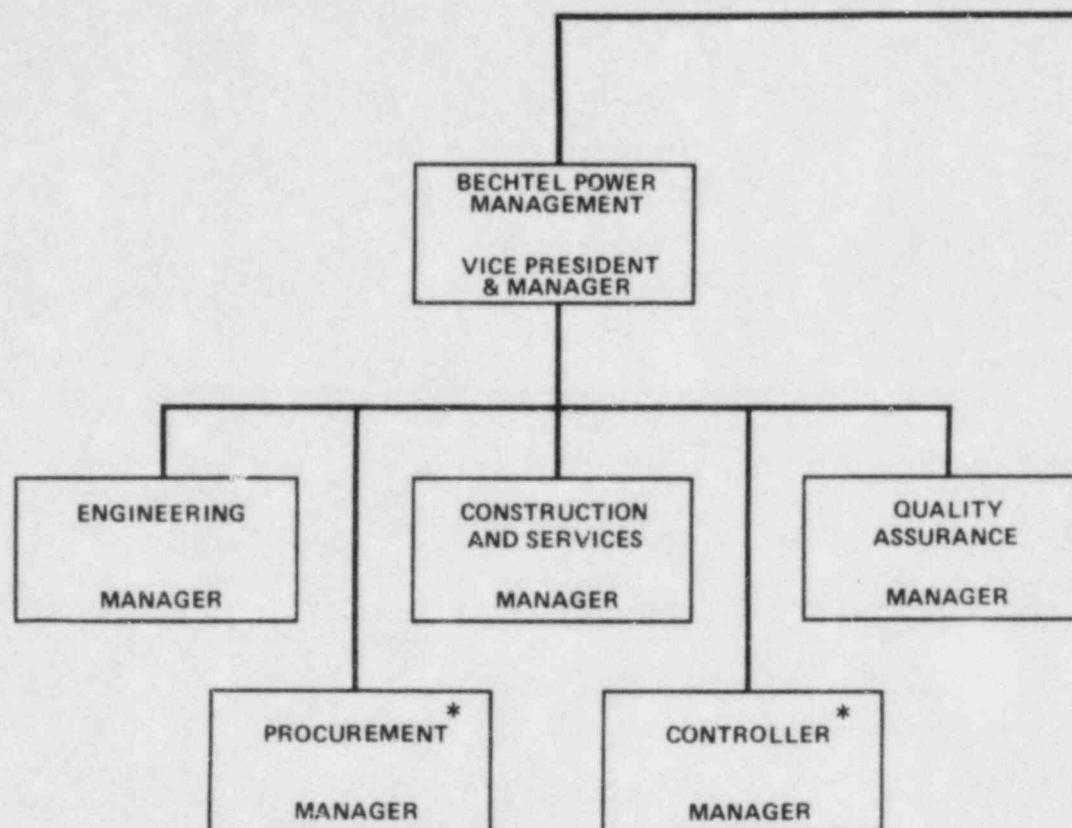 BECHTEL POWER
MANAGEMENT
VICE PRESIDENT
& MANAGER
ENGINEERING
MANAGER
CONSTRUCTION
AND SERVICES
MANAGER
QUALITY
ASSURANCE
MANAGER
PROCUREMENT *
MANAGER
CONTROLLER *
MANAGER